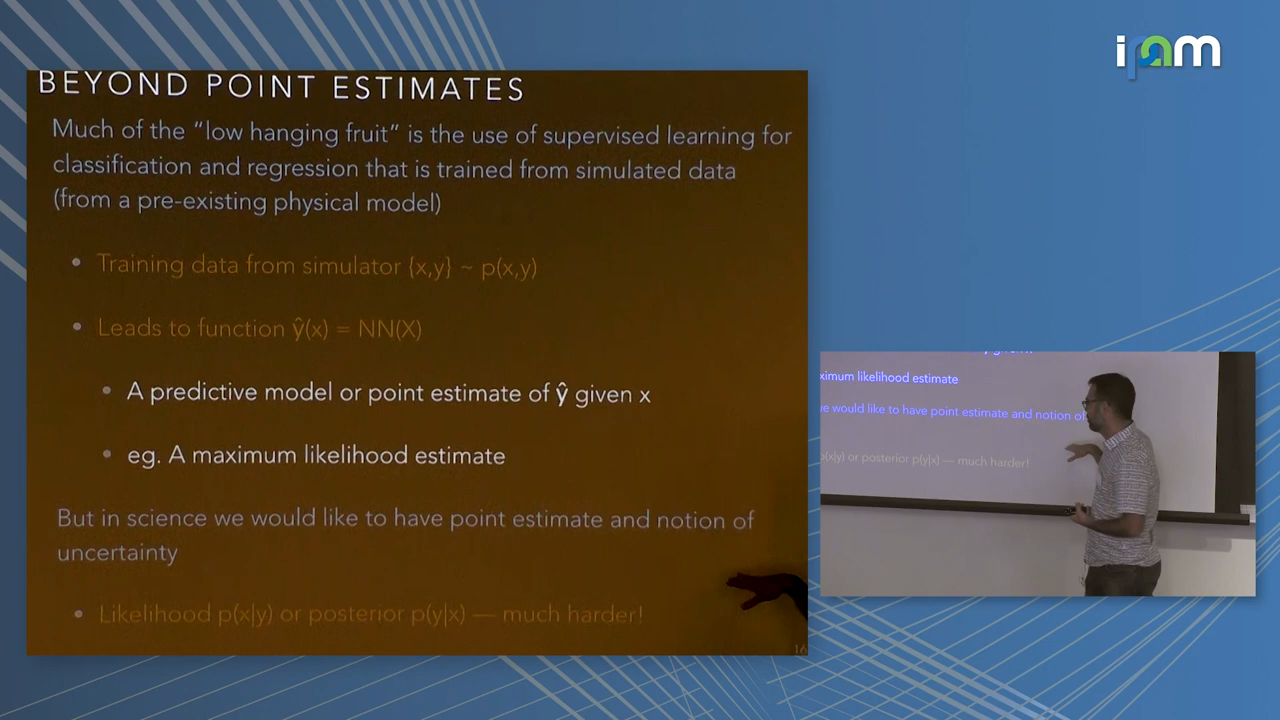 ipam
BEYOND POINT ESTIMATES
Much of the “low hanging fruit” is the use of supervised learning for
classification and regression that is trained from simulated data
(from a pre-existing physical model)
• Training data from simulator {x,y} ~ p(x,y)
• Leads to function ŷ(x) = NN(X)
• A predictive model or point estimate of ŷ given x
• eg. A maximum likelihood estimate
But in science we would like to have point estimate and notion of
uncertainty
• Likelihood p(x|y) or posterior p(y|x) — much harder!
16
ximum likelihood estimate
we would like to have point estimate and notion of
p(x|y) or posterior p(y|x) — much harder!